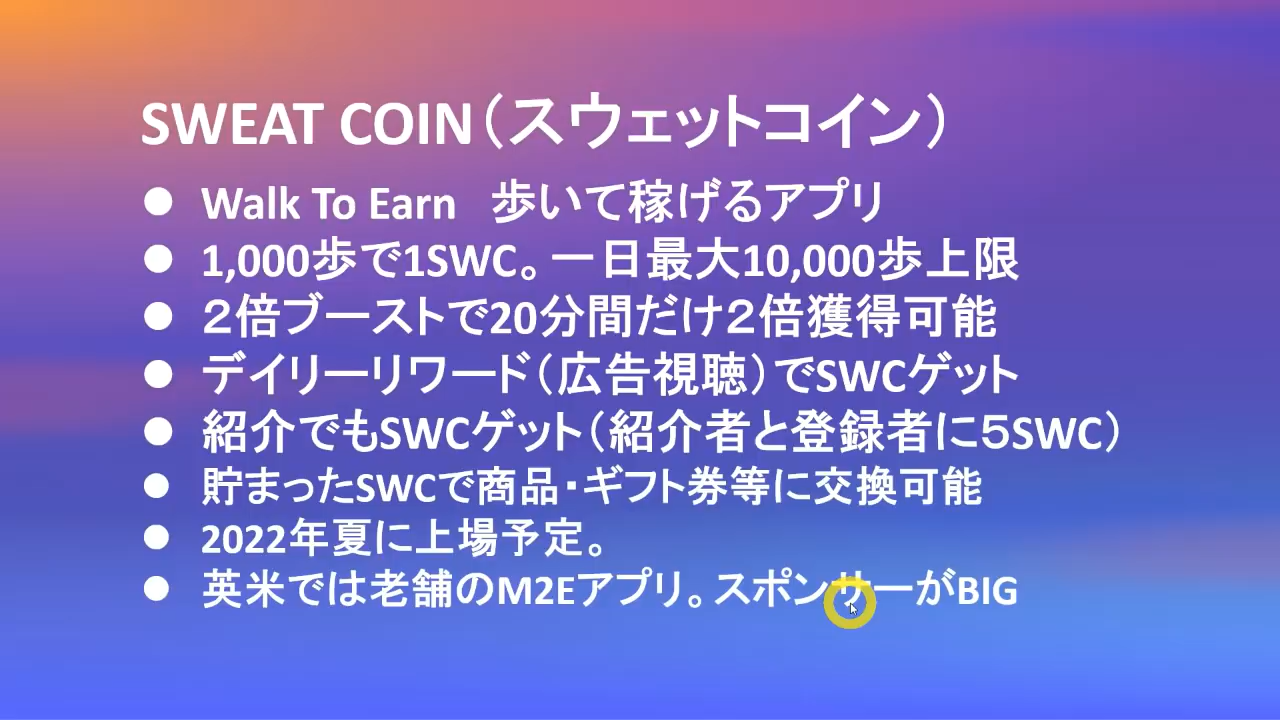 SWEAT COIN（スウェットコイン）
● Walk To Earn　歩いて稼げるアプリ
● 1,000歩で1SWC。一日最大10,000歩上限
● ２倍ブーストで20分間だけ２倍獲得可能
● デイリーリワード（広告視聴）でSWCゲット
● 紹介でもSWCゲット（紹介者と登録者に５SWC）
● 貯まったSWCで商品・ギフト券等に交換可能
● 2022年夏に上場予定。
● 英米では老舗のM2Eアプリ。スポンサーがBIG